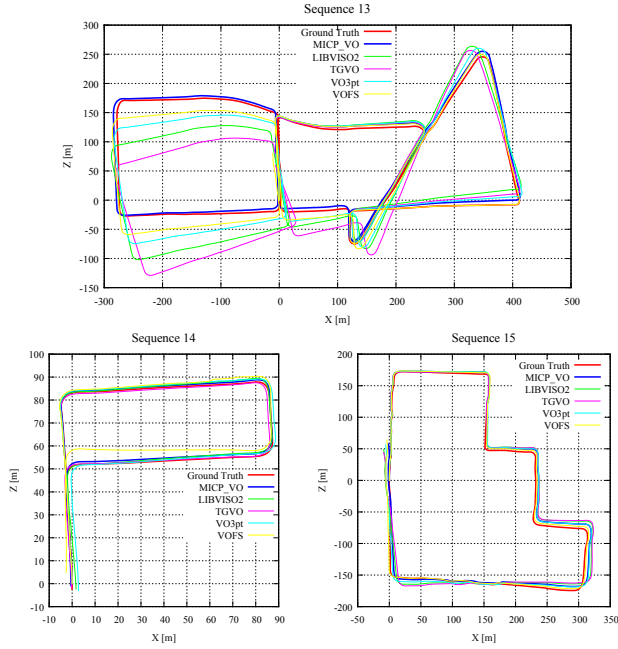 Sequence 13
Ground Truth
MICP_VO
LIBVISO2
TGVO
VO3pt
VOFS
300
250
200
150
100
50
0
-50
-100
-150
-300
-200
-100
0
100
200
300
400
500
Z [m]
X [m]
Sequence 14
100
90
80
70
60
50
40
30
20
10
0
-10
-10
0
10
20
30
40
50
60
70
80
90
Z [m]
X [m]
Ground Truth
MICP_VO
LIBVISO2
TGVO
VO3pt
VOFS
Sequence 15
Groun Truth
MICP_VO
LIBVISO2
TGVO
VO3pt
VOFS
200
150
100
50
0
-50
-100
-150
-200
-50
0
50
100
150
200
250
300
350
Z [m]
X [m]